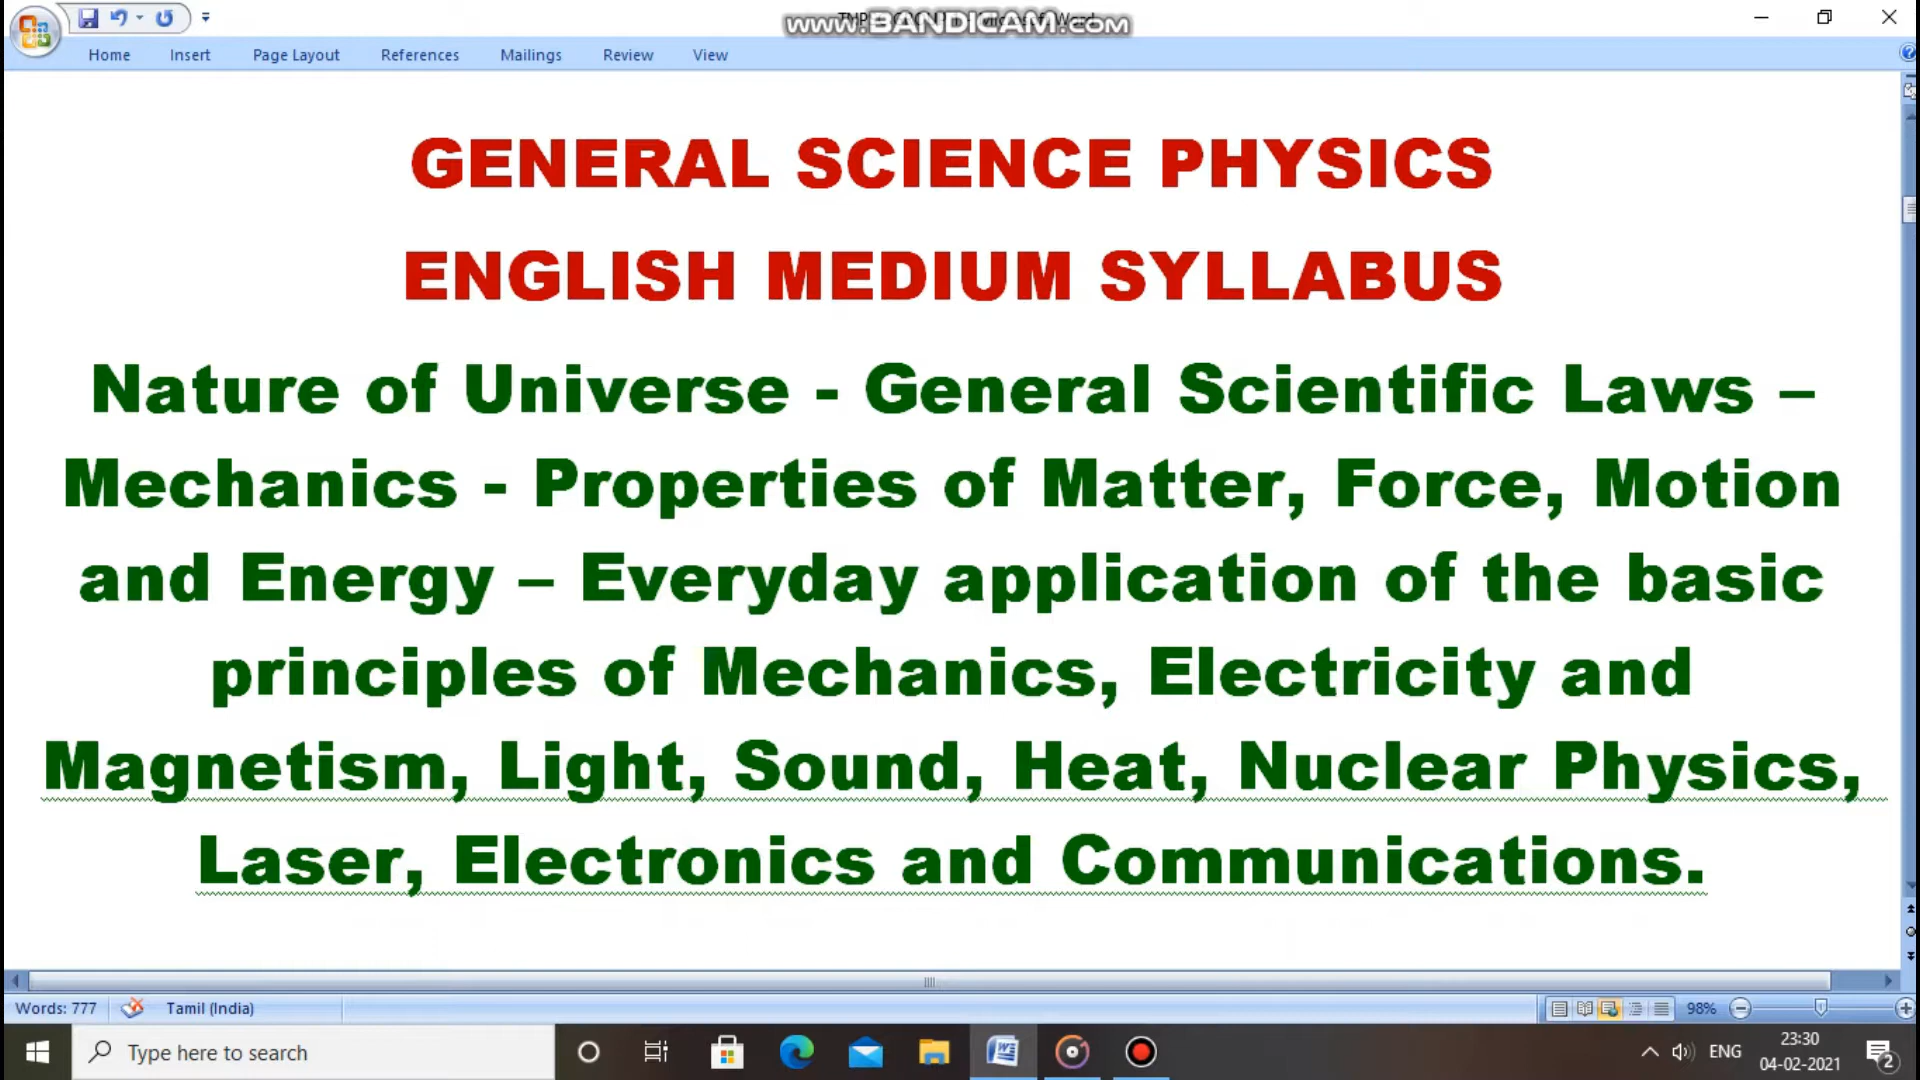 www.BANDICAM.com
Home Insert Page Layout References Mailings Review View
GENERAL SCIENCE PHYSICS
ENGLISH MEDIUM SYLLABUS
Nature of Universe - General Scientific Laws –
Mechanics - Properties of Matter, Force, Motion
and Energy – Everyday application of the basic
principles of Mechanics, Electricity and
Magnetism, Light, Sound, Heat, Nuclear Physics,
Laser, Electronics and Communications.
Words: 777 Tamil (India) 98%
Type here to search ENG 23:30
04-02-2021 2